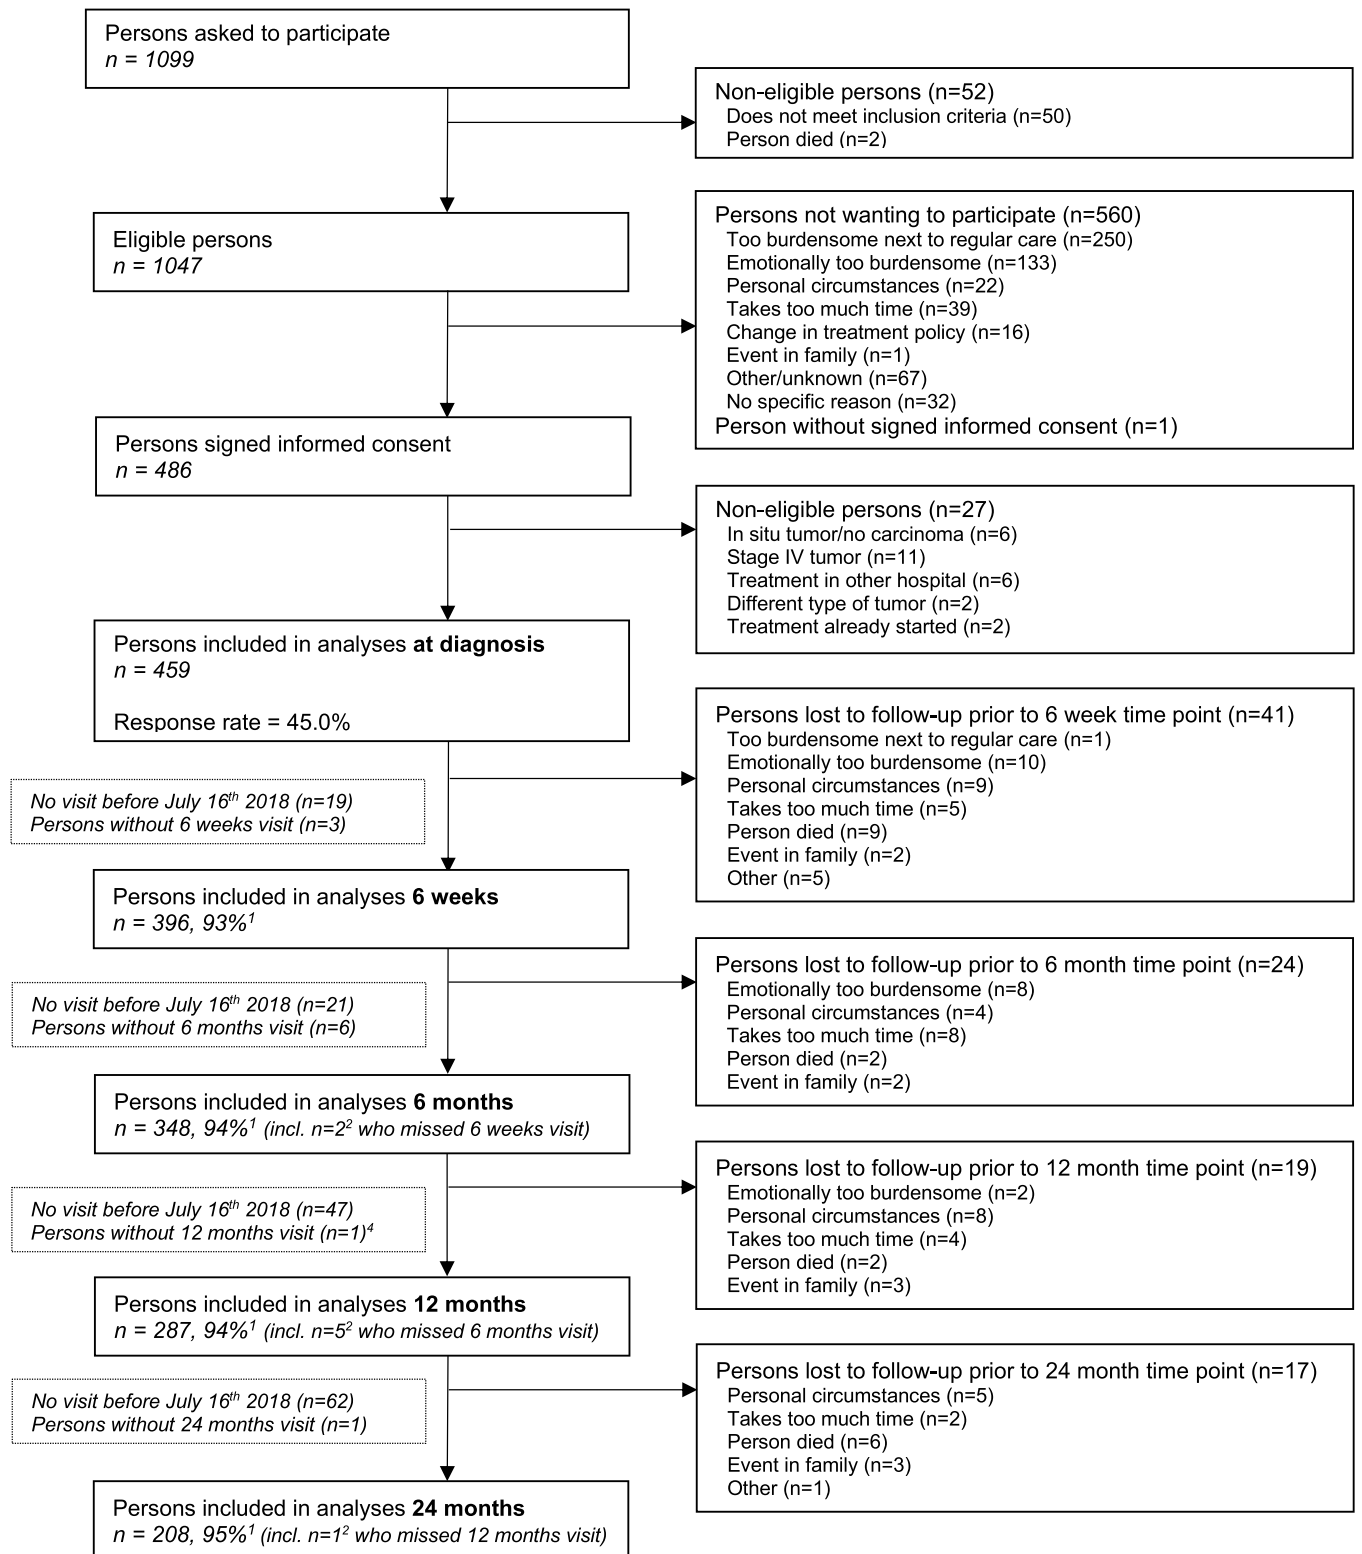 Persons asked to participate
n = 1099
Non-eligible persons (n=52)
Does not meet inclusion criteria (n=50)
Person died (n=2)
Eligible persons
n = 1047
Persons not wanting to participate (n=560)
Too burdensome next to regular care (n=250)
Emotionally too burdensome (n=133)
Personal circumstances (n=22)
Takes too much time (n=39)
Change in treatment policy (n=16)
Event in family (n=1)
Other/unknown (n=67)
No specific reason (n=32)
Person without signed informed consent (n=1)
Persons signed informed consent
n = 486
Non-eligible persons (n=27)
In situ tumor/no carcinoma (n=6)
Stage IV tumor (n=11)
Treatment in other hospital (n=6)
Different type of tumor (n=2)
Treatment already started (n=2)
Persons included in analyses at diagnosis
n = 459
Response rate = 45.0%
Persons lost to follow-up prior to 6 week time point (n=41)
Too burdensome next to regular care (n=1)
Emotionally too burdensome (n=10)
Personal circumstances (n=9)
Takes too much time (n=5)
Person died (n=9)
Event in family (n=2)
Other (n=5)
No visit before July 16th 2018 (n=19)
Persons without 6 weeks visit (n=3)
Persons included in analyses 6 weeks
n = 396, 93%1
Persons lost to follow-up prior to 6 month time point (n=24)
Emotionally too burdensome (n=8)
Personal circumstances (n=4)
Takes too much time (n=8)
Person died (n=2)
Event in family (n=2)
No visit before July 16th 2018 (n=21)
Persons without 6 months visit (n=6)
Persons included in analyses 6 months
n = 348, 94%1 (incl. n=22 who missed 6 weeks visit)
Persons lost to follow-up prior to 12 month time point (n=19)
Emotionally too burdensome (n=2)
Personal circumstances (n=8)
Takes too much time (n=4)
Person died (n=2)
Event in family (n=3)
No visit before July 16th 2018 (n=47)
Persons without 12 months visit (n=1)4
Persons included in analyses 12 months
n = 287, 94%1 (incl. n=52 who missed 6 months visit)
Persons lost to follow-up prior to 24 month time point (n=17)
Personal circumstances (n=5)
Takes too much time (n=2)
Person died (n=6)
Event in family (n=3)
Other (n=1)
No visit before July 16th 2018 (n=62)
Persons without 24 months visit (n=1)
Persons included in analyses 24 months
n = 208, 95%1 (incl. n=12 who missed 12 months visit)